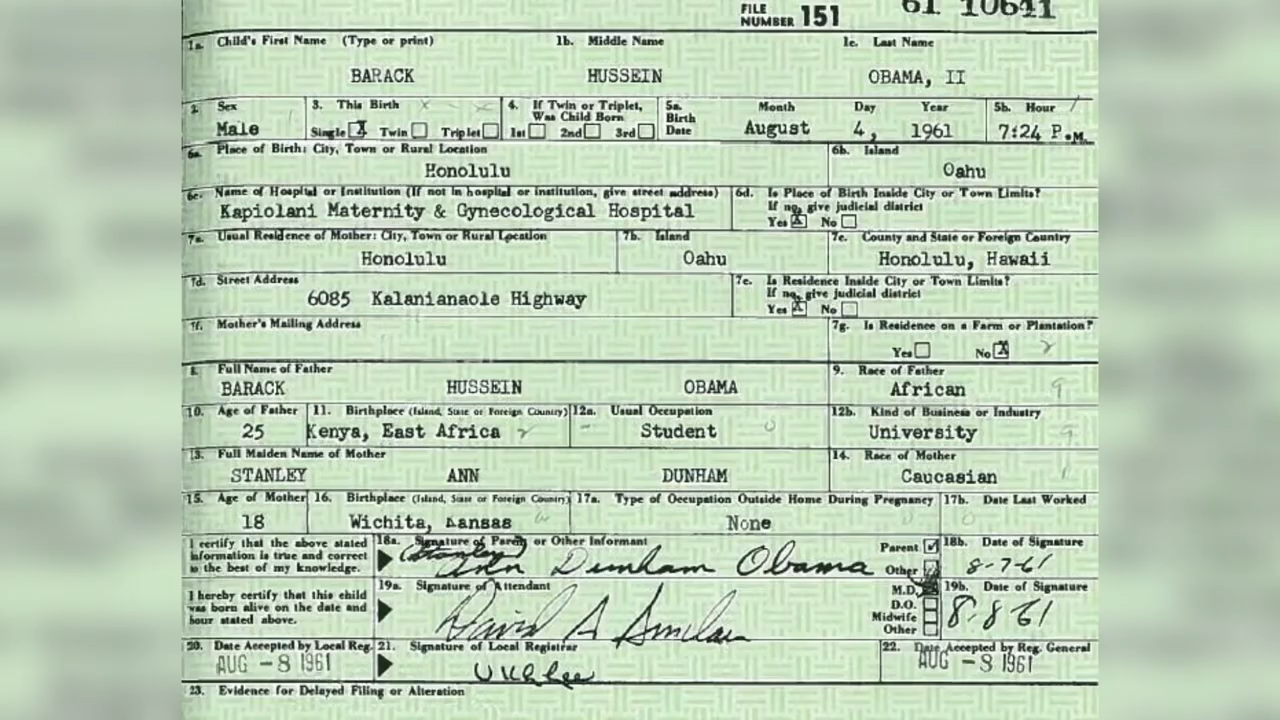 FILE NUMBER 151 61 10641
1a. Child's First Name (Type or print) 1b. Middle Name 1c. Last Name
BARACK HUSSEIN OBAMA, II
2. Sex 3. This Birth 4. If Twin or Triplet, Was Child Born 5a. Birth Date Month Day Year 5b. Hour
Male Single X Twin Triplet 1st 2nd 3rd August 4, 1961 7:24 P.M.
6a. Place of Birth: City, Town or Rural Location 6b. Island
Honolulu Oahu
6c. Name of Hospital or Institution (If not in hospital or institution, give street address) 6d. Is Place of Birth Inside City or Town Limits?
If no, give judicial district
Kapiolani Maternity & Gynecological Hospital Yes X No
7a. Usual Residence of Mother: City, Town or Rural Location 7b. Island 7c. County and State or Foreign Country
Honolulu Oahu Honolulu, Hawaii
7d. Street Address 7e. Is Residence Inside City or Town Limits?
If no, give judicial district
6085 Kalanianaole Highway Yes X No
7f. Mother's Mailing Address 7g. Is Residence on a Farm or Plantation?
Yes No X
8. Full Name of Father 9. Race of Father
BARACK HUSSEIN OBAMA African
10. Age of Father 11. Birthplace (Island, State or Foreign Country) 12a. Usual Occupation 12b. Kind of Business or Industry
25 Kenya, East Africa Student University
13. Full Maiden Name of Mother 14. Race of Mother
STANLEY ANN DUNHAM Caucasian
15. Age of Mother 16. Birthplace (Island, State or Foreign Country) 17a. Type of Occupation Outside Home During Pregnancy 17b. Date Last Worked
18 Wichita, Kansas None
I certify that the above stated information is true and correct to the best of my knowledge.
18a. Signature of Parent or Other Informant Parent Other 18b. Date of Signature
(Stanley) Ann Dunham Obama 8-7-61
I hereby certify that this child was born alive on the date and hour stated above.
19a. Signature of Attendant M.D. D.O. Midwife Other 19b. Date of Signature
David A Sinclair 8-8-61
20. Date Accepted by Local Reg. 21. Signature of Local Registrar 22. Date Accepted by Reg. General
AUG -8 1961 AUG -8 1961
23. Evidence for Delayed Filing or Alteration